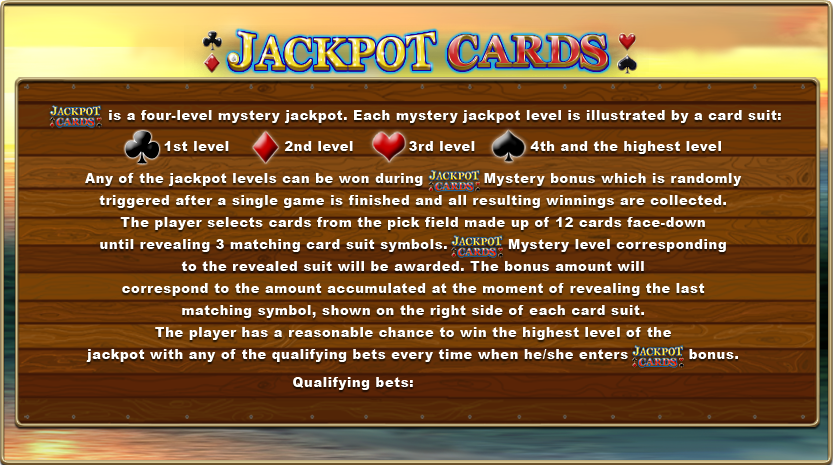 JACKPOT CARDS
JACKPOT CARDS is a four-level mystery jackpot. Each mystery jackpot level is illustrated by a card suit:
1st level 2nd level 3rd level 4th and the highest level
Any of the jackpot levels can be won during JACKPOT CARDS Mystery bonus which is randomly
triggered after a single game is finished and all resulting winnings are collected.
The player selects cards from the pick field made up of 12 cards face-down
until revealing 3 matching card suit symbols. JACKPOT CARDS Mystery level corresponding
to the revealed suit will be awarded. The bonus amount will
correspond to the amount accumulated at the moment of revealing the last
matching symbol, shown on the right side of each card suit.
The player has a reasonable chance to win the highest level of the
jackpot with any of the qualifying bets every time when he/she enters JACKPOT CARDS bonus.
Qualifying bets: